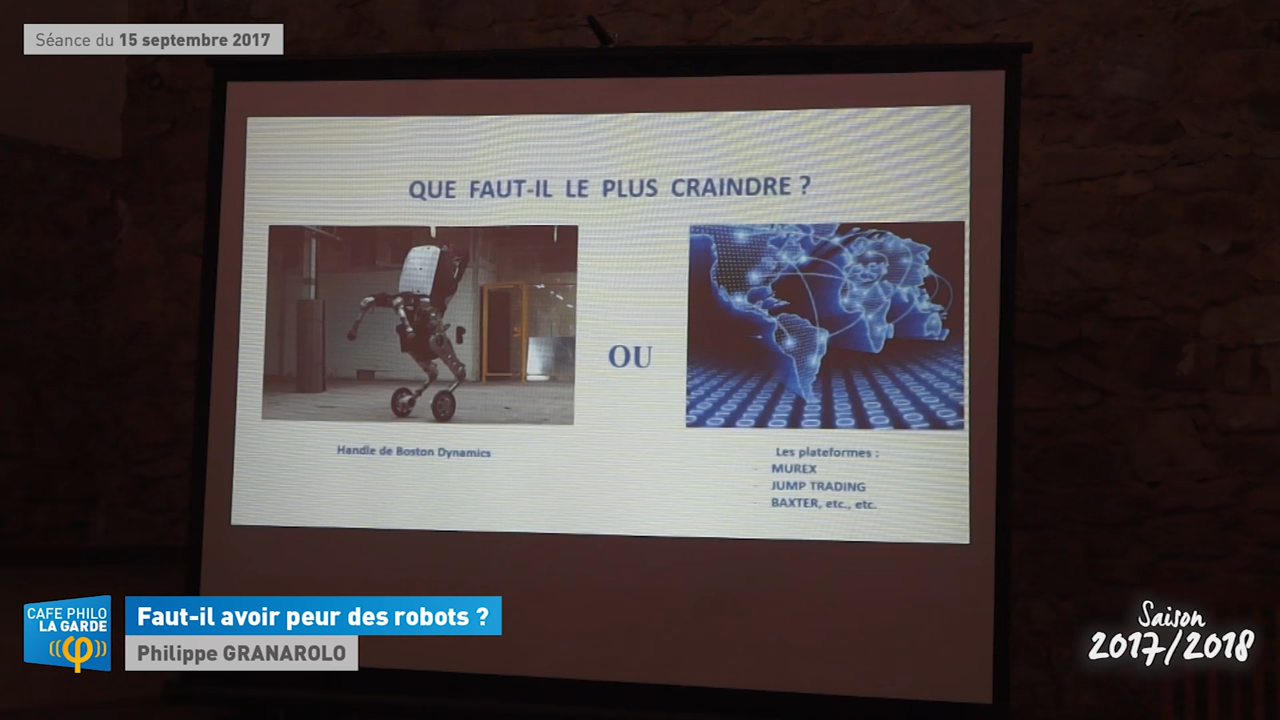 Séance du 15 septembre 2017
QUE FAUT-IL LE PLUS CRAINDRE ?
OU
Handle de Boston Dynamics
Les plateformes :
- MUREX
- JUMP TRADING
- BAXTER, etc., etc.
CAFE PHILO
LA GARDE
Faut-il avoir peur des robots ?
Philippe GRANAROLO
Saison
2017/2018